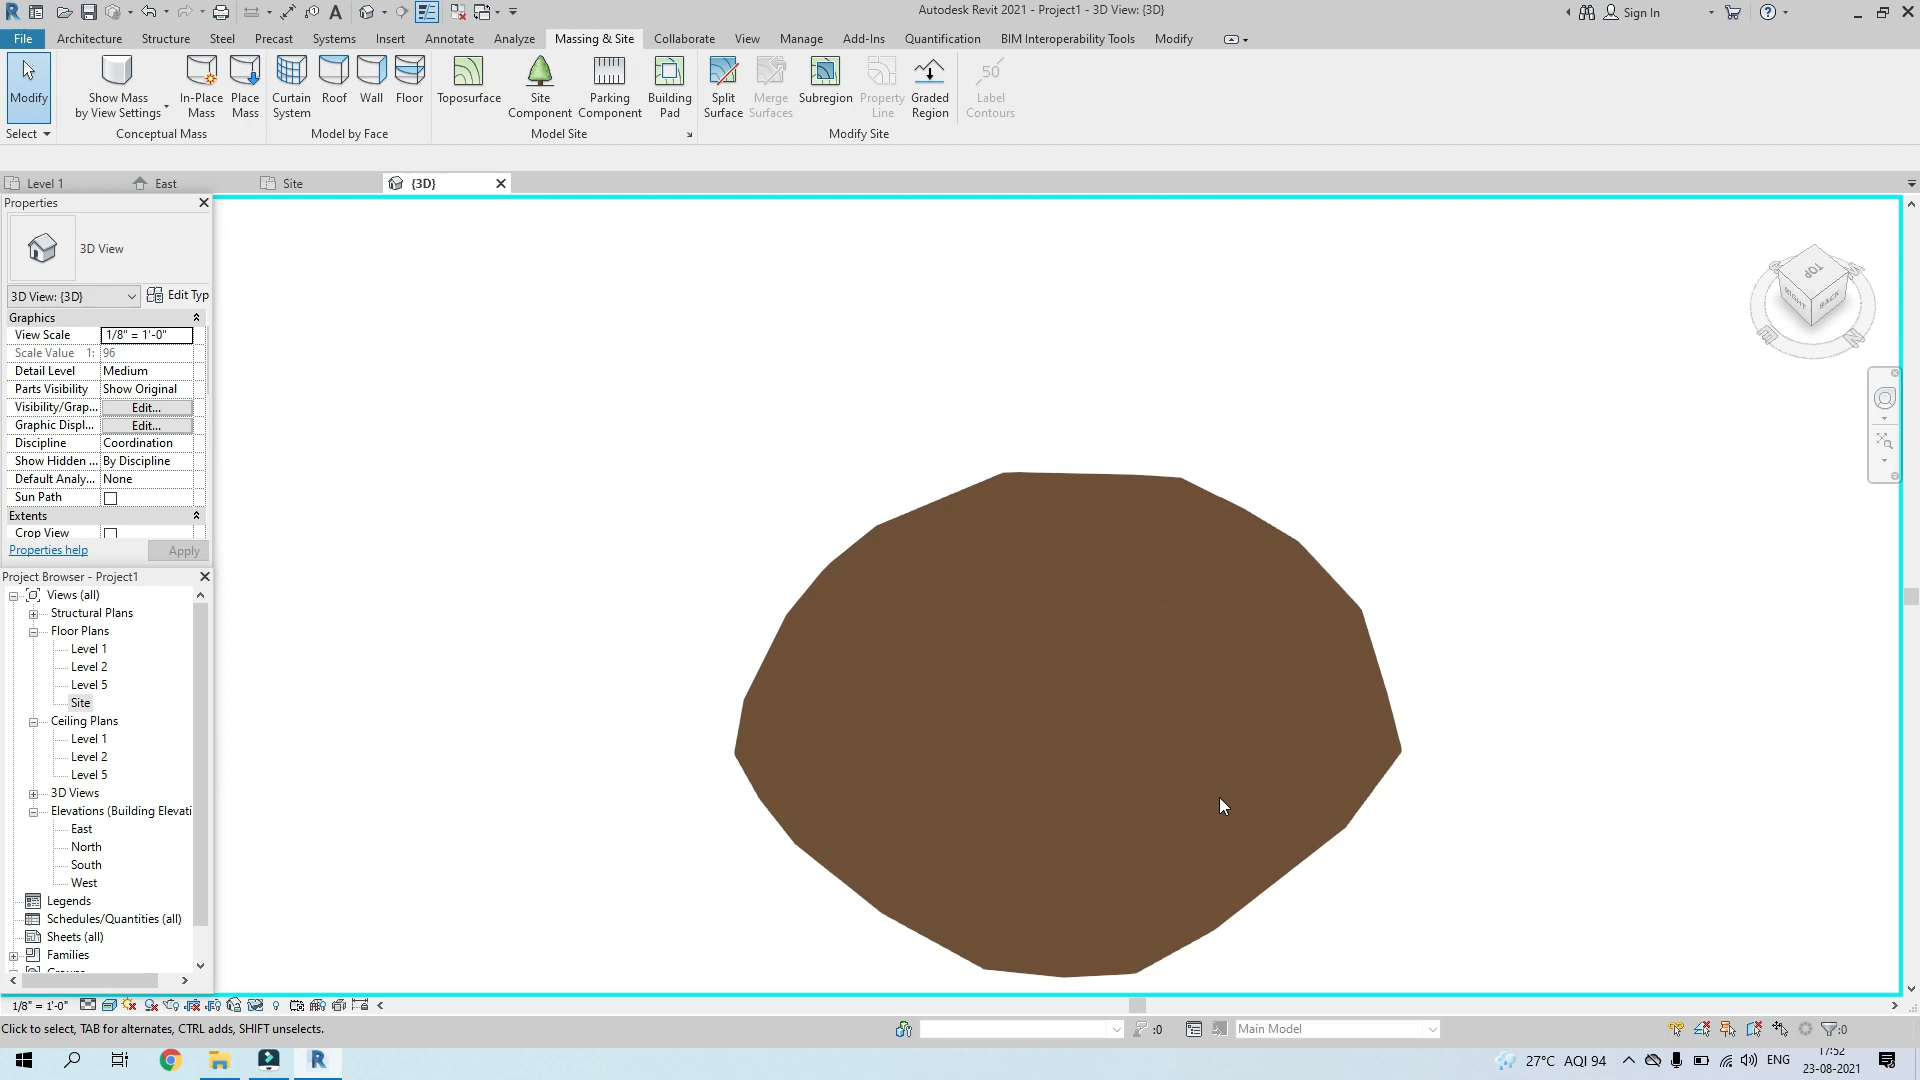 Autodesk Revit 2021 - Project1 - 3D View: {3D}
Sign In
File Architecture Structure Steel Precast Systems Insert Annotate Analyze Massing & Site Collaborate View Manage Add-Ins Quantification BIM Interoperability Tools Modify
Modify
Show Mass
by View Settings
In-Place
Mass
Place
Mass
Curtain
System
Roof
Wall
Floor
Toposurface
Site
Component
Parking
Component
Building
Pad
Split
Surface
Merge
Surfaces
Subregion
Property
Line
Graded
Region
50
Label
Contours
Select
Conceptual Mass
Model by Face
Model Site
Modify Site
Level 1
East
Site
{3D}
Properties
3D View
3D View: {3D}
Edit Typ
Graphics
View Scale 1/8" = 1'-0"
Scale Value 1: 96
Detail Level Medium
Parts Visibility Show Original
Visibility/Grap... Edit...
Graphic Displ... Edit...
Discipline Coordination
Show Hidden ... By Discipline
Default Analy... None
Sun Path
Extents
Crop View
Properties help
Apply
Project Browser - Project1
Views (all)
Structural Plans
Floor Plans
Level 1
Level 2
Level 5
Site
Ceiling Plans
Level 1
Level 2
Level 5
3D Views
Elevations (Building Elevati
East
North
South
West
Legends
Schedules/Quantities (all)
Sheets (all)
Families
TOP
RIGHT
BACK
1/8" = 1'-0"
Click to select, TAB for alternates, CTRL adds, SHIFT unselects.
:0
Main Model
:0
27°C AQI 94
ENG
17:52
23-08-2021